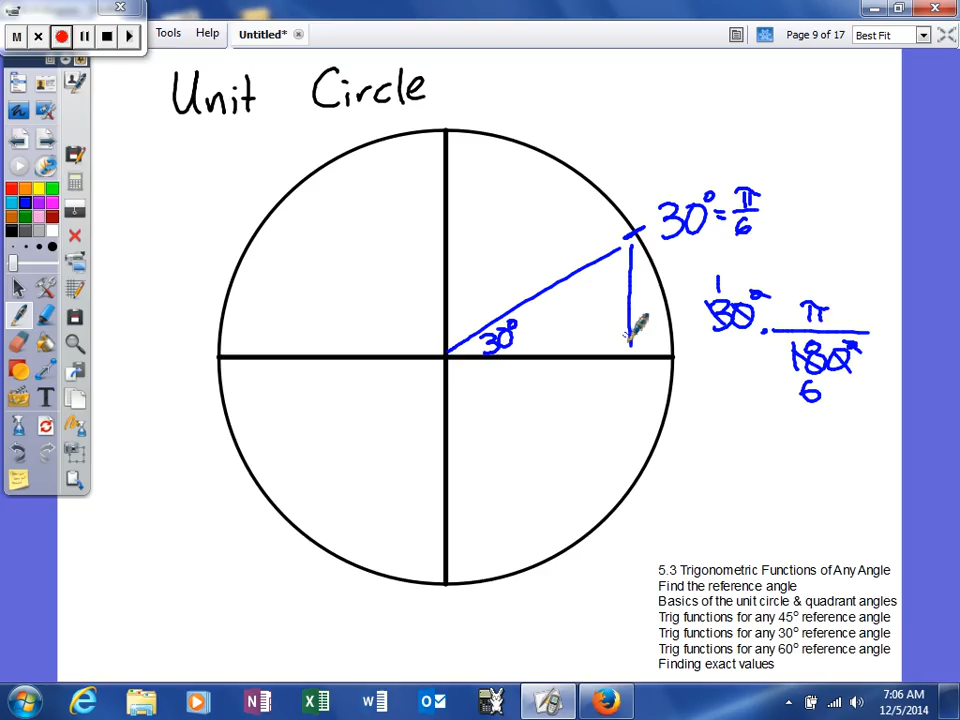 M
Tools Help Untitled*
Page 9 of 17 Best Fit
Unit Circle
30° = π/6
30°
1
30° · π/180°
6
5.3 Trigonometric Functions of Any Angle
Find the reference angle
Basics of the unit circle & quadrant angles
Trig functions for any 45° reference angle
Trig functions for any 30° reference angle
Trig functions for any 60° reference angle
Finding exact values
7:06 AM
12/5/2014